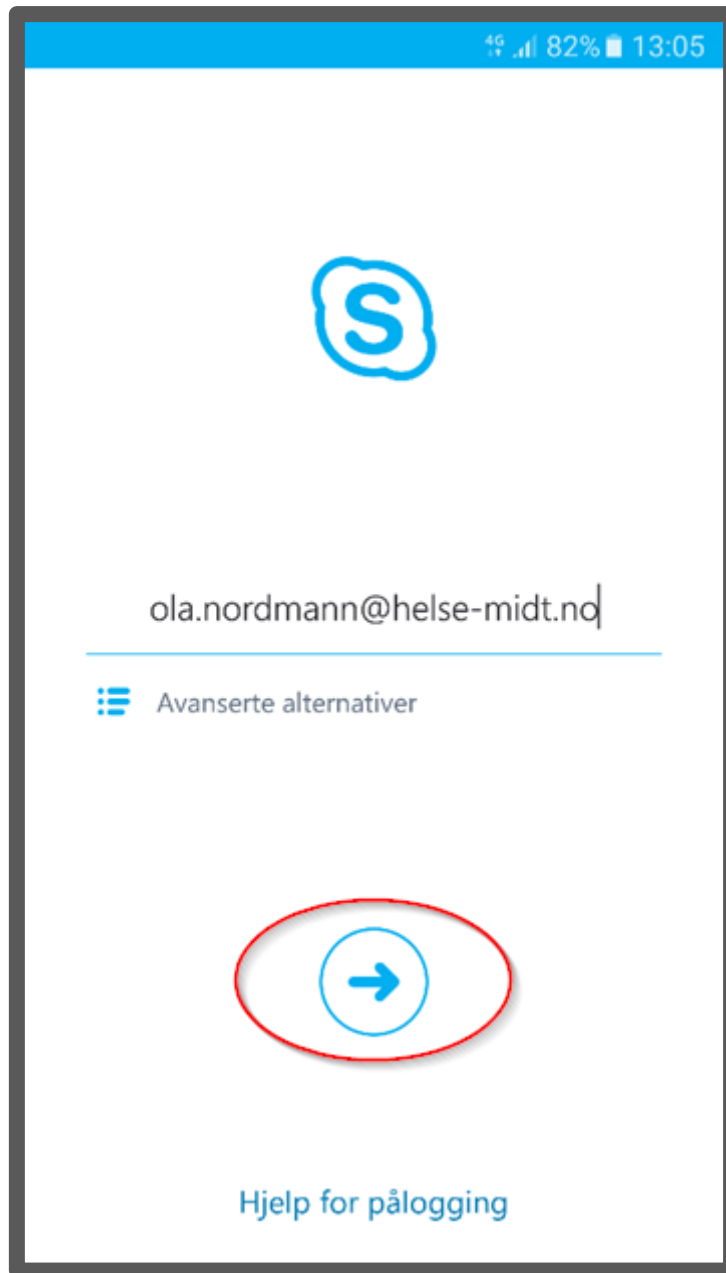 4G 82% 13:05
S
ola.nordmann@helse-midt.no
Avanserte alternativer
Hjelp for pålogging